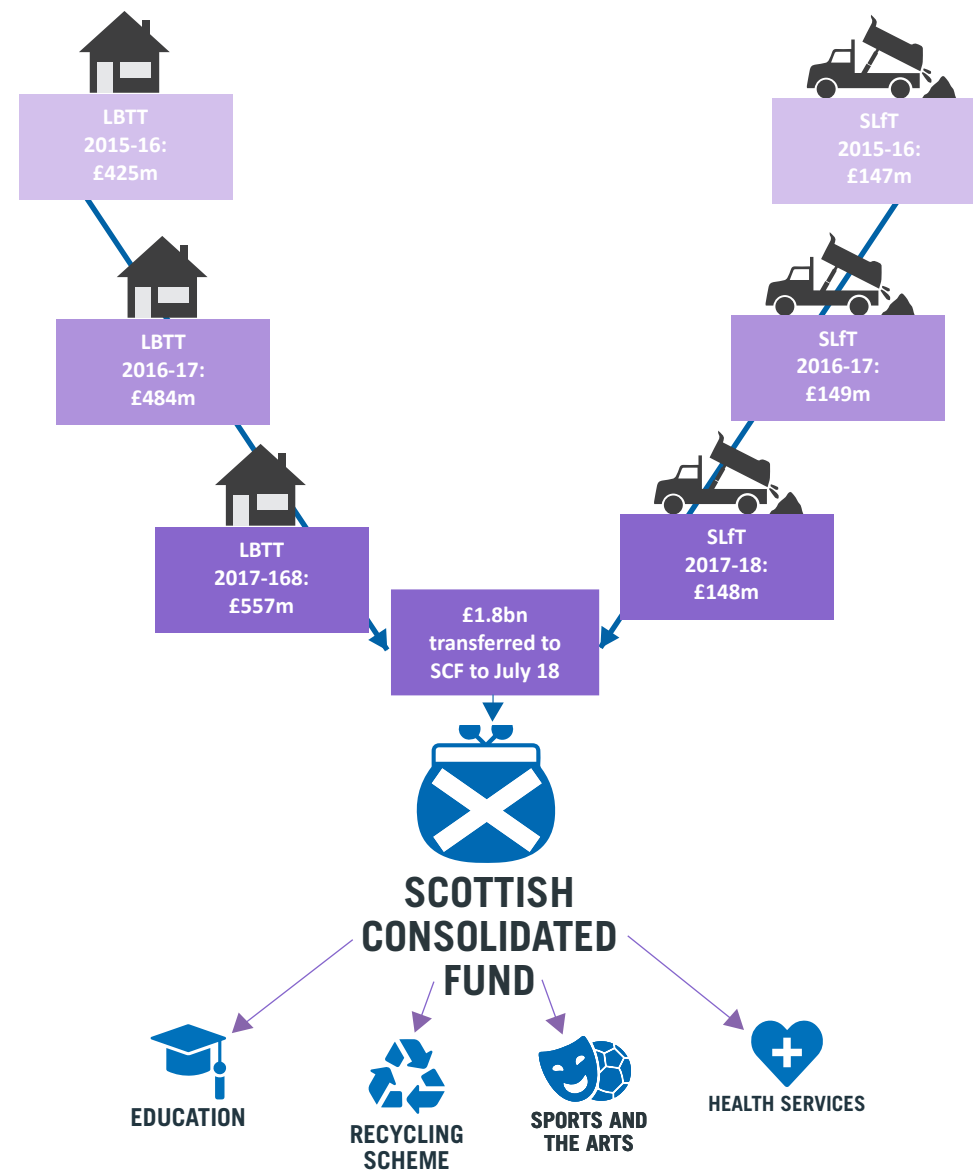 LBTT
2015-16:
£425m
SLfT
2015-16:
£147m
LBTT
2016-17:
£484m
SLfT
2016-17:
£149m
LBTT
2017-168:
£557m
SLfT
2017-18:
£148m
£1.8bn
transferred to
SCF to July 18
SCOTTISH
CONSOLIDATED
FUND
EDUCATION
RECYCLING
SCHEME
SPORTS AND
THE ARTS
HEALTH SERVICES